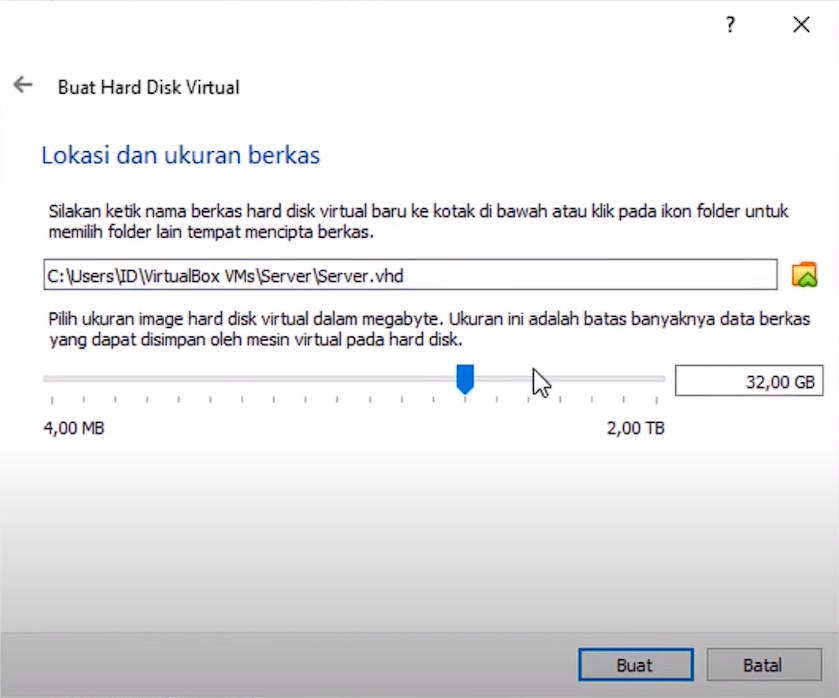 ?
Buat Hard Disk Virtual
Lokasi dan ukuran berkas
Silakan ketik nama berkas hard disk virtual baru ke kotak di bawah atau klik pada ikon folder untuk
memilih folder lain tempat mencipta berkas.
C:\Users\ID\VirtualBox VMs\Server\Server.vhd
Pilih ukuran image hard disk virtual dalam megabyte. Ukuran ini adalah batas banyaknya data berkas
yang dapat disimpan oleh mesin virtual pada hard disk.
32,00 GB
4,00 MB 2,00 TB
Buat Batal